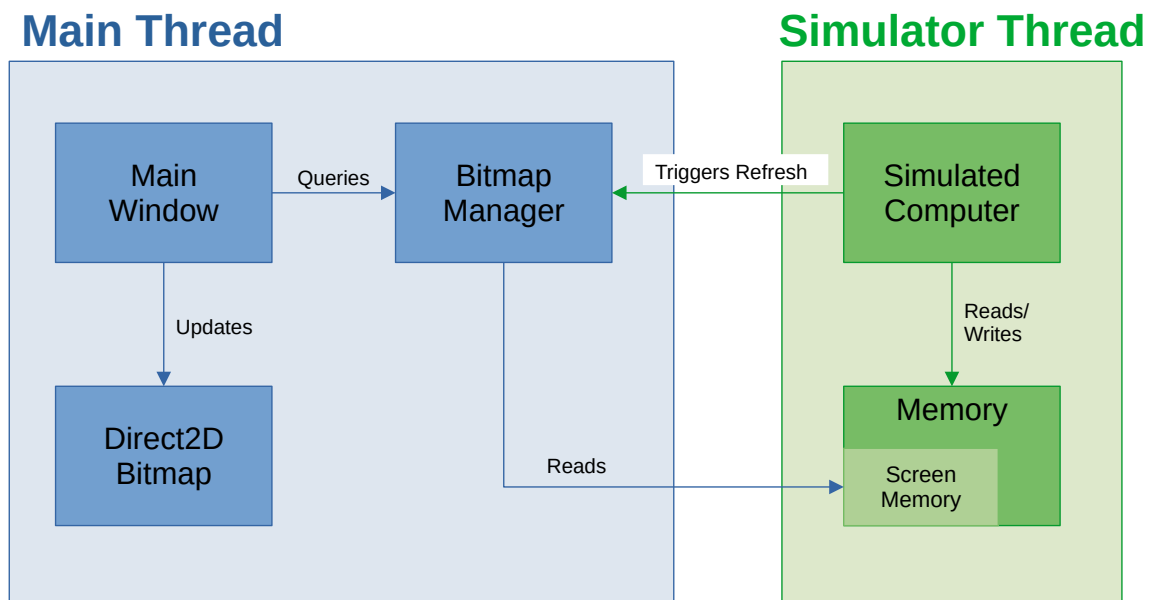 Main Thread
Simulator Thread
Main
Window
Queries
Bitmap
Manager
Triggers Refresh
Simulated
Computer
Updates
Reads/
Writes
Direct2D
Bitmap
Reads
Memory
Screen
Memory